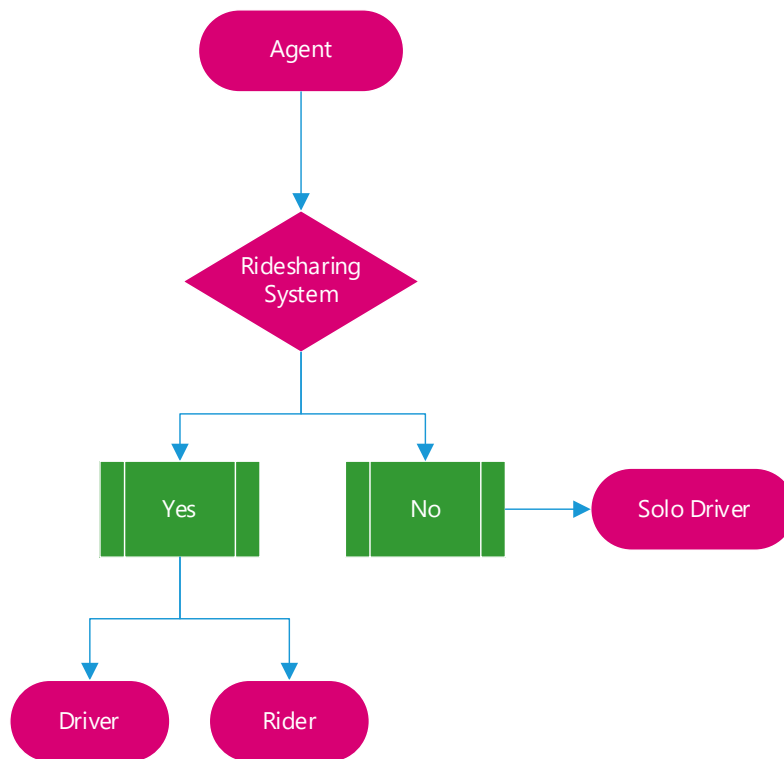 Agent
Ridesharing
System
Yes
No
Solo Driver
Driver
Rider